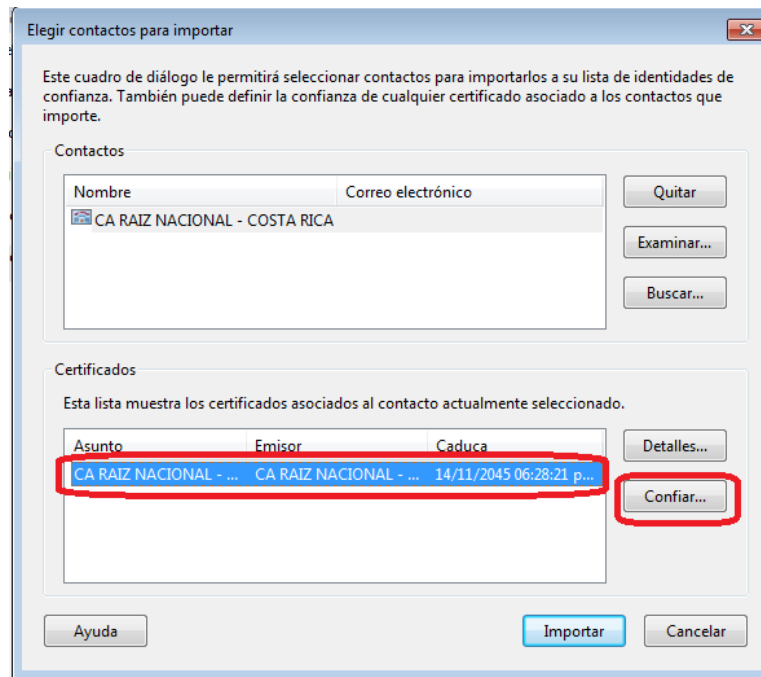 Elegir contactos para importar
Este cuadro de diálogo le permitirá seleccionar contactos para importarlos a su lista de identidades de
confianza. También puede definir la confianza de cualquier certificado asociado a los contactos que
importe.
Contactos
Nombre Correo electrónico
CA RAIZ NACIONAL - COSTA RICA
Quitar
Examinar...
Buscar...
Certificados
Esta lista muestra los certificados asociados al contacto actualmente seleccionado.
Asunto Emisor Caduca
CA RAIZ NACIONAL - ... CA RAIZ NACIONAL - ... 14/11/2045 06:28:21 p...
Detalles...
Confiar...
Ayuda Importar Cancelar